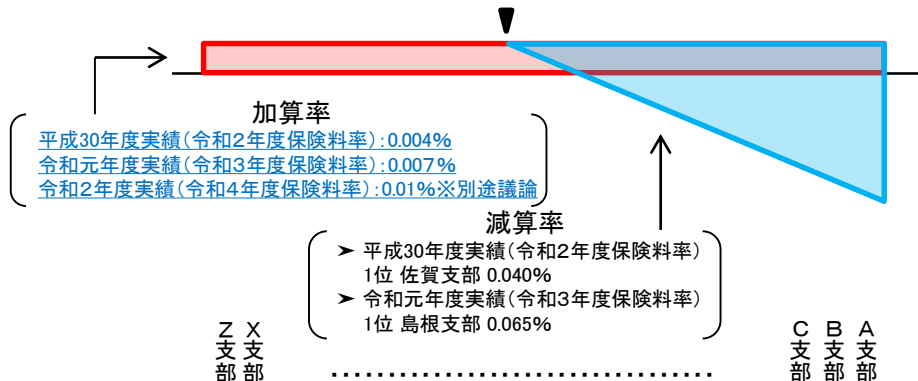 加算率
平成30年度実績(令和2年度保険料率):0.004%
令和元年度実績(令和3年度保険料率):0.007%
令和2年度実績(令和4年度保険料率):0.01%※別途議論
減算率
➤ 平成30年度実績(令和2年度保険料率)
1位 佐賀支部 0.040%
➤ 令和元年度実績(令和3年度保険料率)
1位 島根支部 0.065%
Z支部
X支部
C支部
B支部
A支部